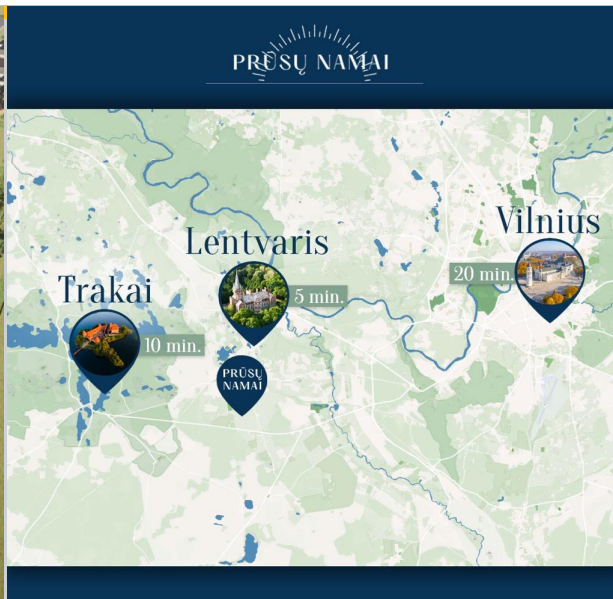 PRŪSŲ NAMAI
Vilnius
20 min.
Lentvaris
5 min.
Trakai
10 min.
PRŪSŲ
NAMAI